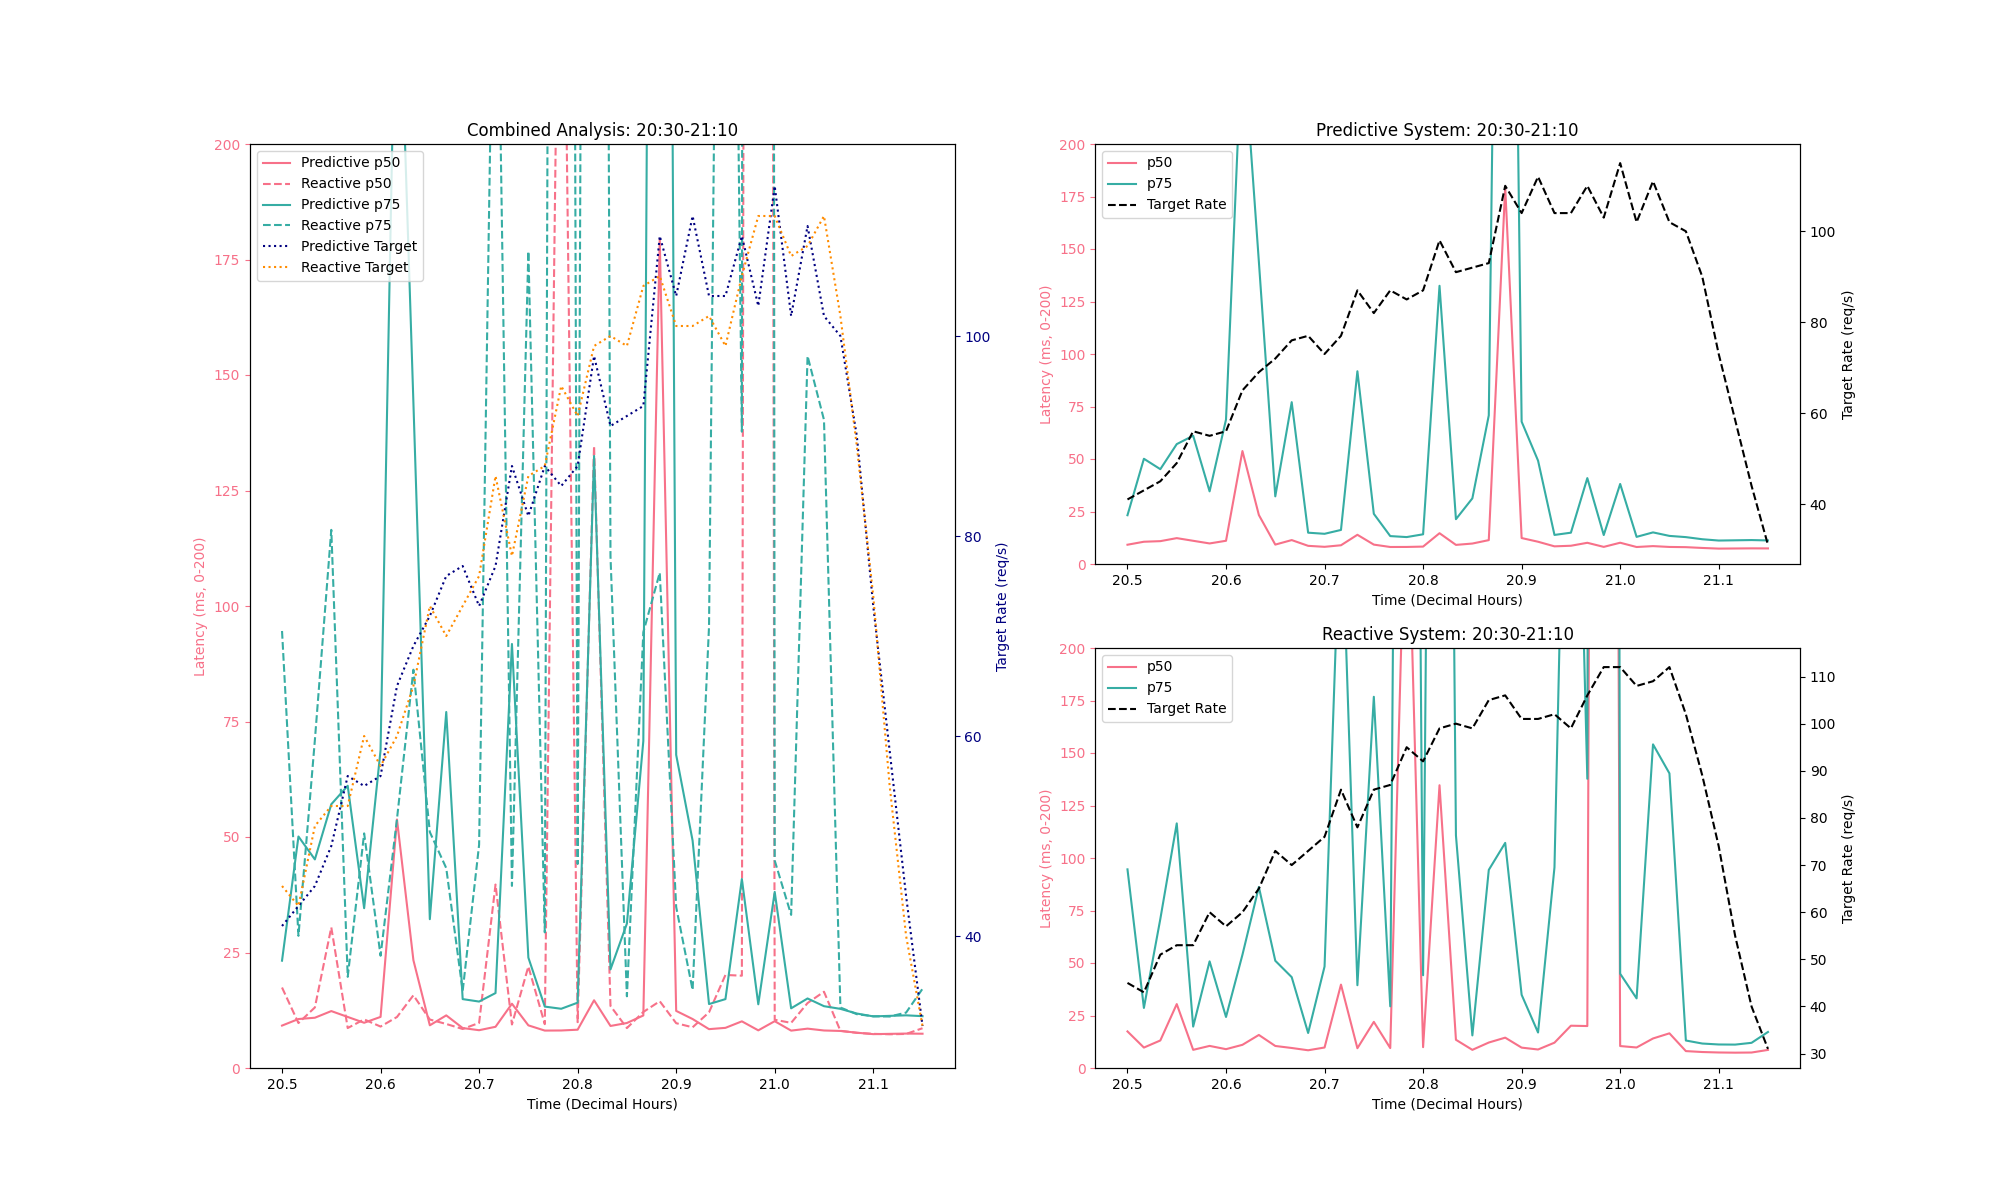 Combined Analysis: 20:30-21:10
200
175
150
125
100
75
50
25
0
Latency (ms, 0-200)
Predictive p50
Reactive p50
Predictive p75
Reactive p75
Predictive Target
Reactive Target
100
80
60
40
Target Rate (req/s)
20.5 20.6 20.7 20.8 20.9 21.0 21.1
Time (Decimal Hours)
Predictive System: 20:30-21:10
200
175
150
125
100
75
50
25
0
Latency (ms, 0-200)
p50
p75
Target Rate
100
80
60
40
Target Rate (req/s)
20.5 20.6 20.7 20.8 20.9 21.0 21.1
Time (Decimal Hours)
Reactive System: 20:30-21:10
200
175
150
125
100
75
50
25
0
Latency (ms, 0-200)
p50
p75
Target Rate
110
100
90
80
70
60
50
40
30
Target Rate (req/s)
20.5 20.6 20.7 20.8 20.9 21.0 21.1
Time (Decimal Hours)